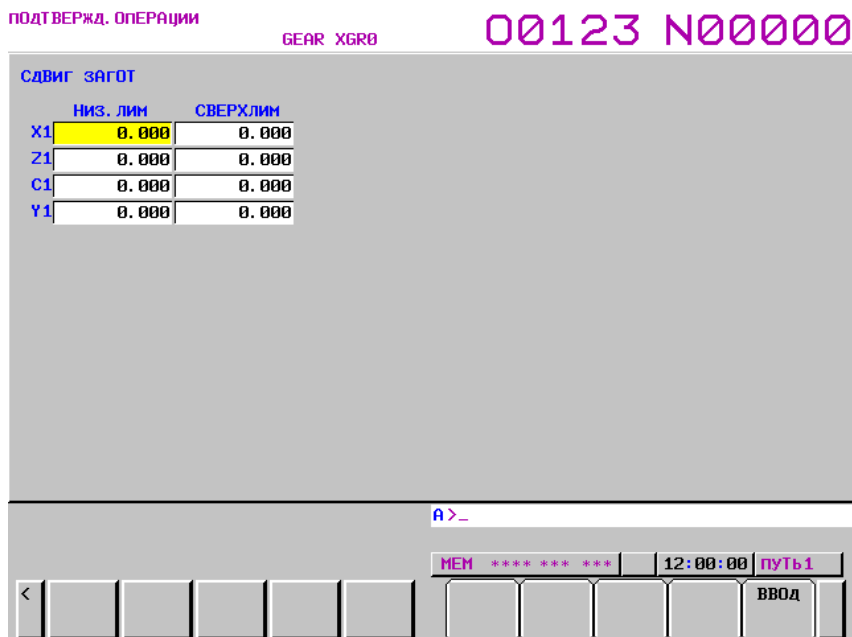 ПОДТВЕРЖД.ОПЕРАЦИИ
GEAR XGR0
O0123 N00000
СДВИГ ЗАГОТ
НИЗ.ЛИМ СВЕРХЛИМ
X1 0.000 0.000
Z1 0.000 0.000
C1 0.000 0.000
Y1 0.000 0.000
A>_
MEM **** *** *** 12:00:00 ПУТЬ1
< ВВОД